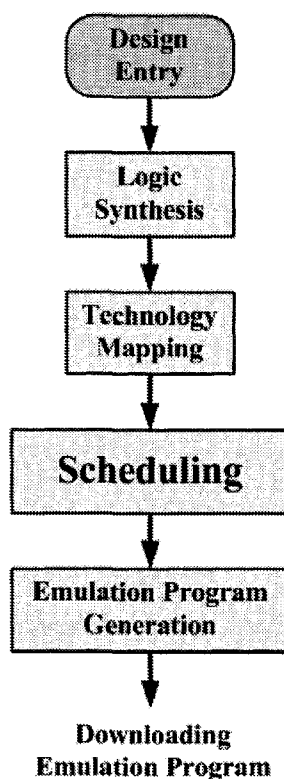 Design
Entry
Logic
Synthesis
Technology
Mapping
Scheduling
Emulation Program
Generation
Downloading
Emulation Program